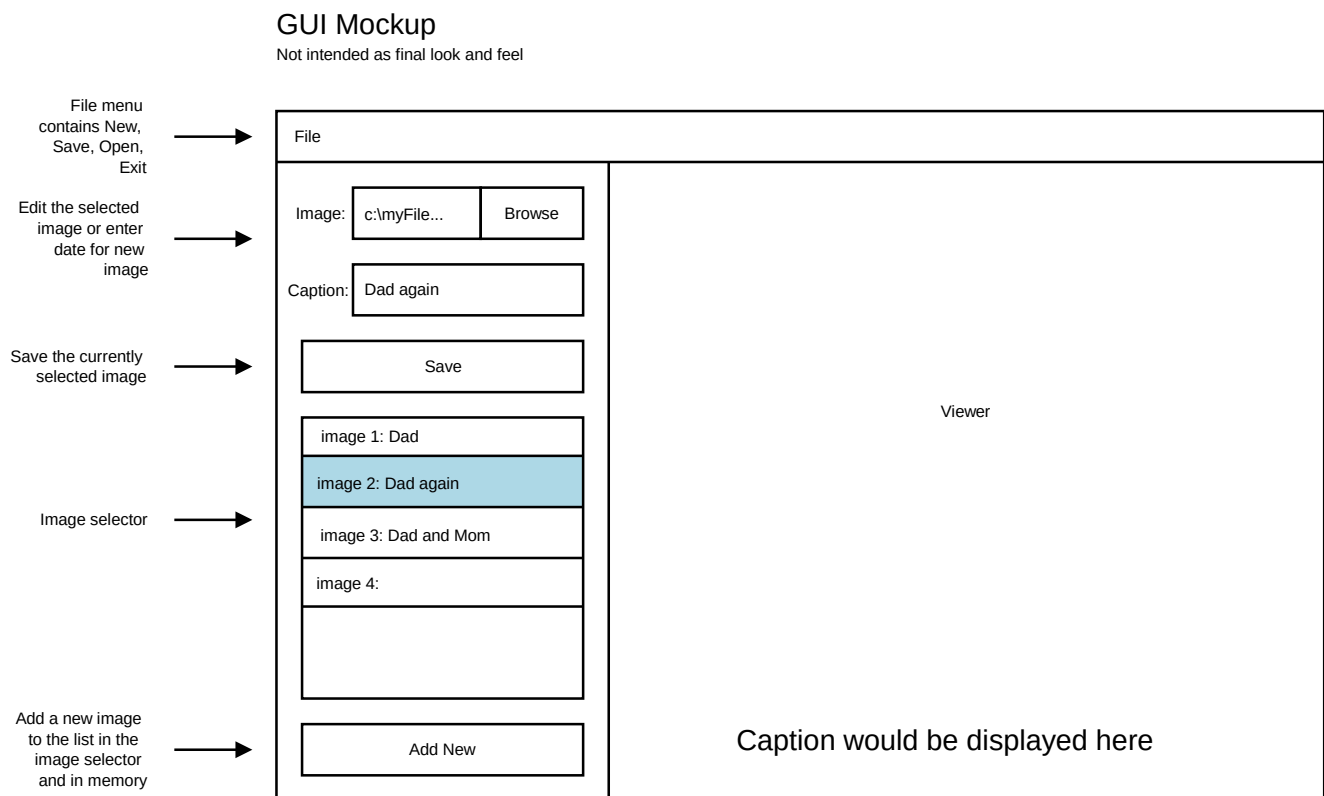 GUI Mockup
Not intended as final look and feel
File menu
contains New,
Save, Open,
Exit
File
Edit the selected
image or enter
date for new
image
Image:
c:\myFile...
Browse
Caption:
Dad again
Save the currently
selected image
Save
Viewer
image 1: Dad
image 2: Dad again
Image selector
image 3: Dad and Mom
image 4:
Add a new image
to the list in the
image selector
and in memory
Add New
Caption would be displayed here